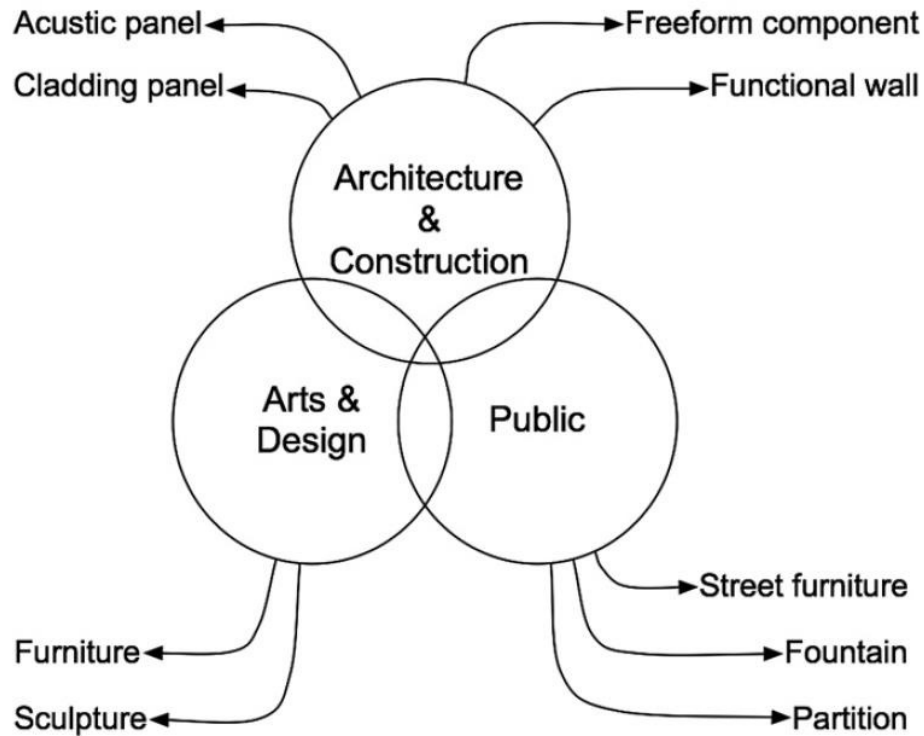 Acustic panel
Freeform component
Cladding panel
Functional wall
Architecture
&
Construction
Arts &
Design
Public
Street furniture
Furniture
Fountain
Sculpture
Partition